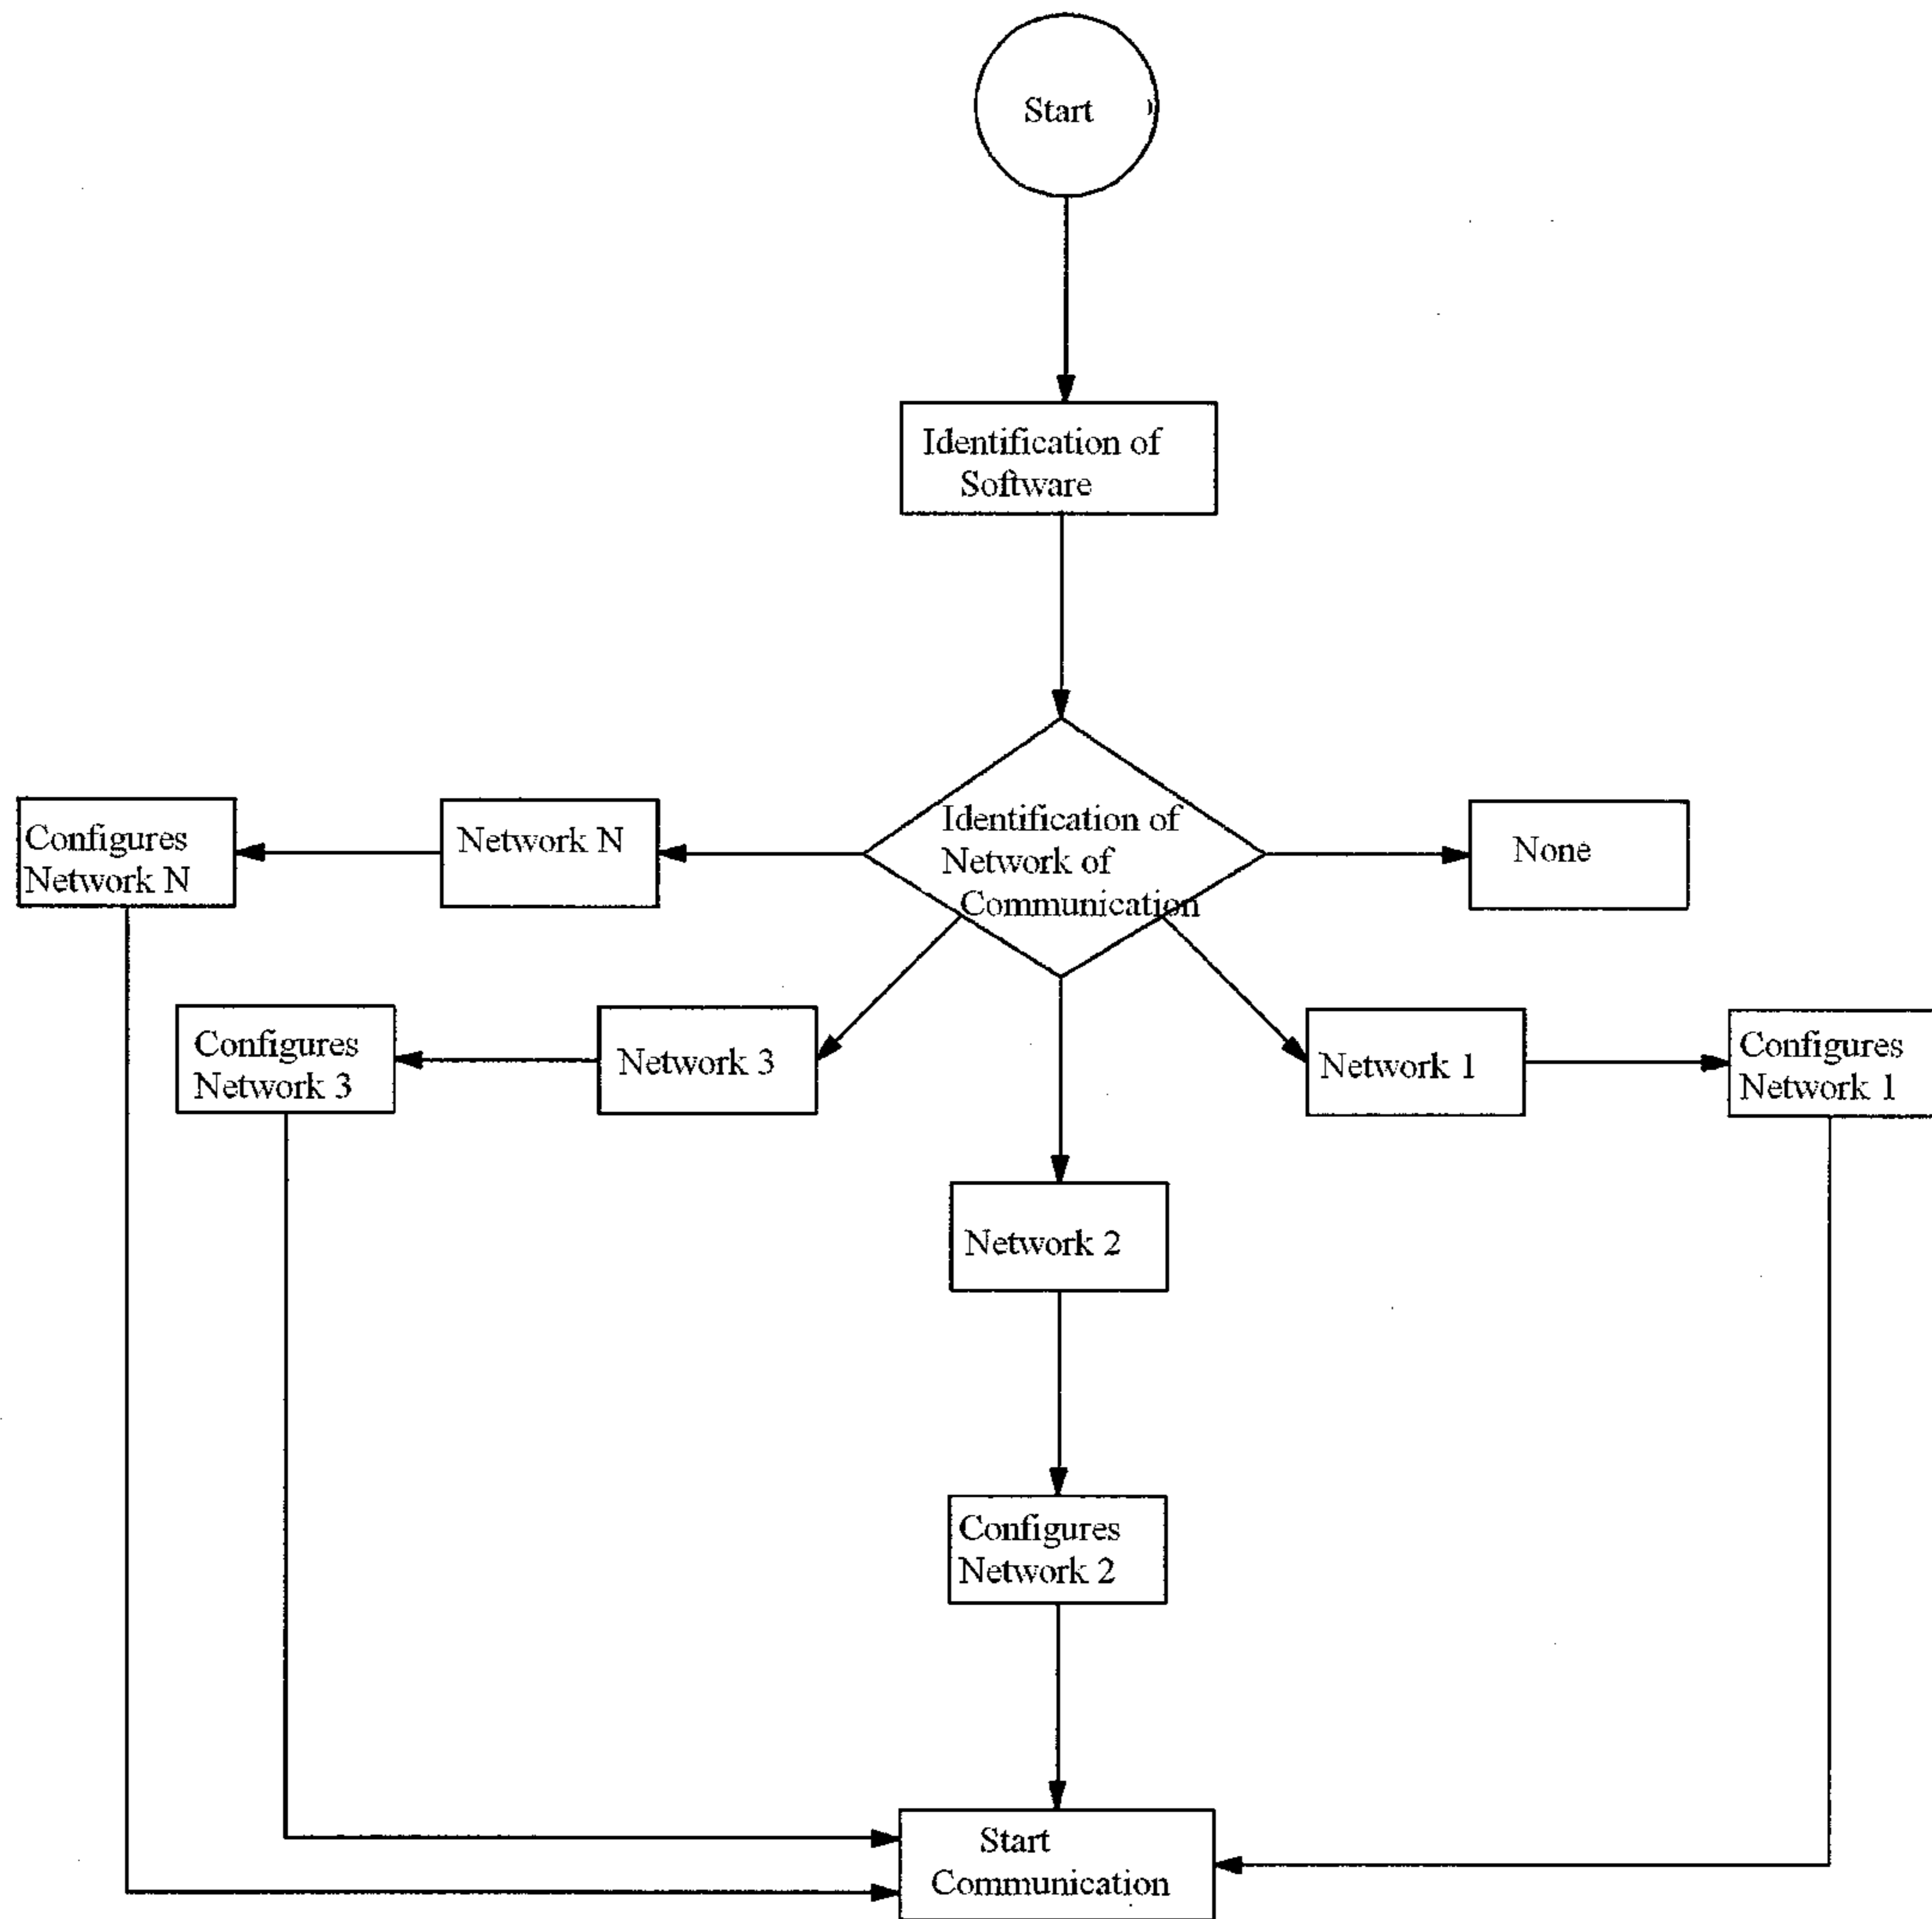 Start
Identification of
Software
Identification of
Network of
Communication
Configures
Network N
Network N
None
Configures
Network 3
Network 3
Network 1
Configures
Network 1
Network 2
Configures
Network 2
Start
Communication